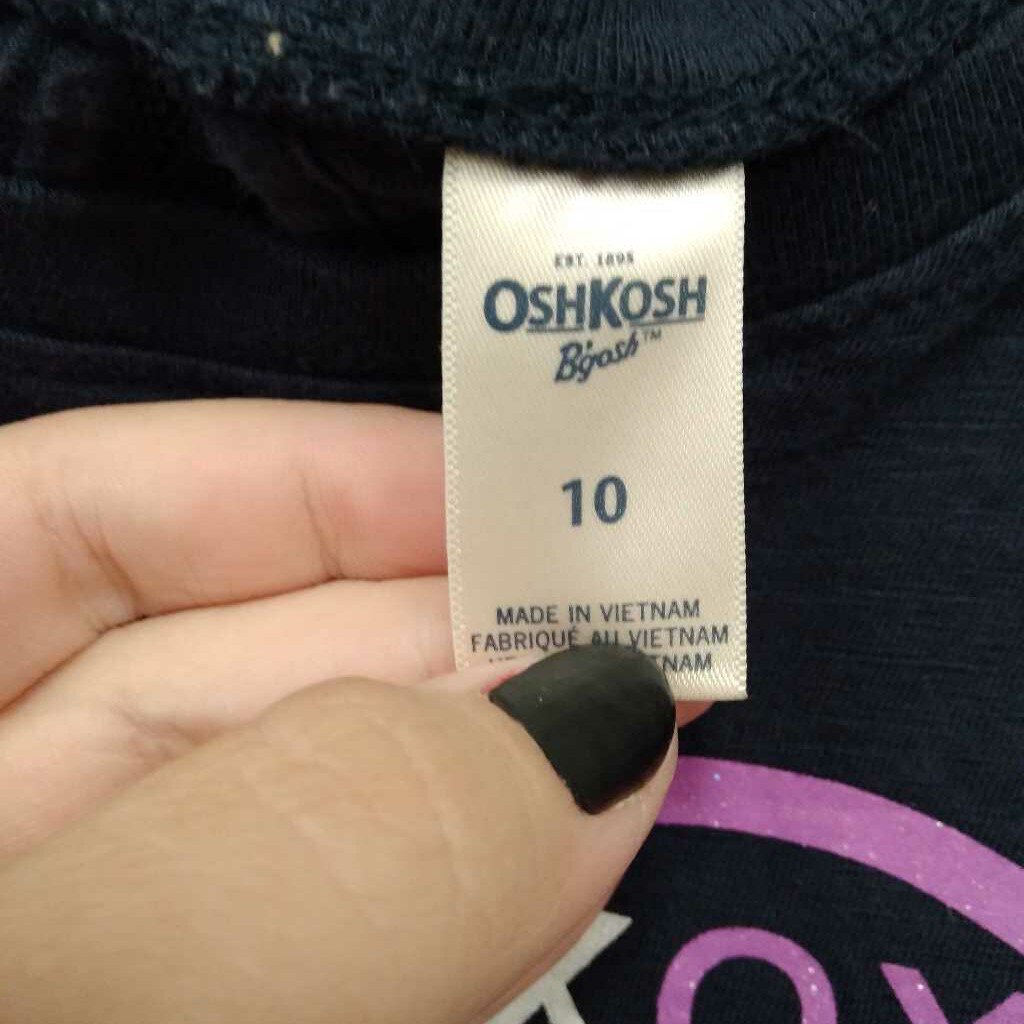 EST. 1895
OSHKOSH
B'gosh™
10
MADE IN VIETNAM
FABRIQUÉ AU VIETNAM